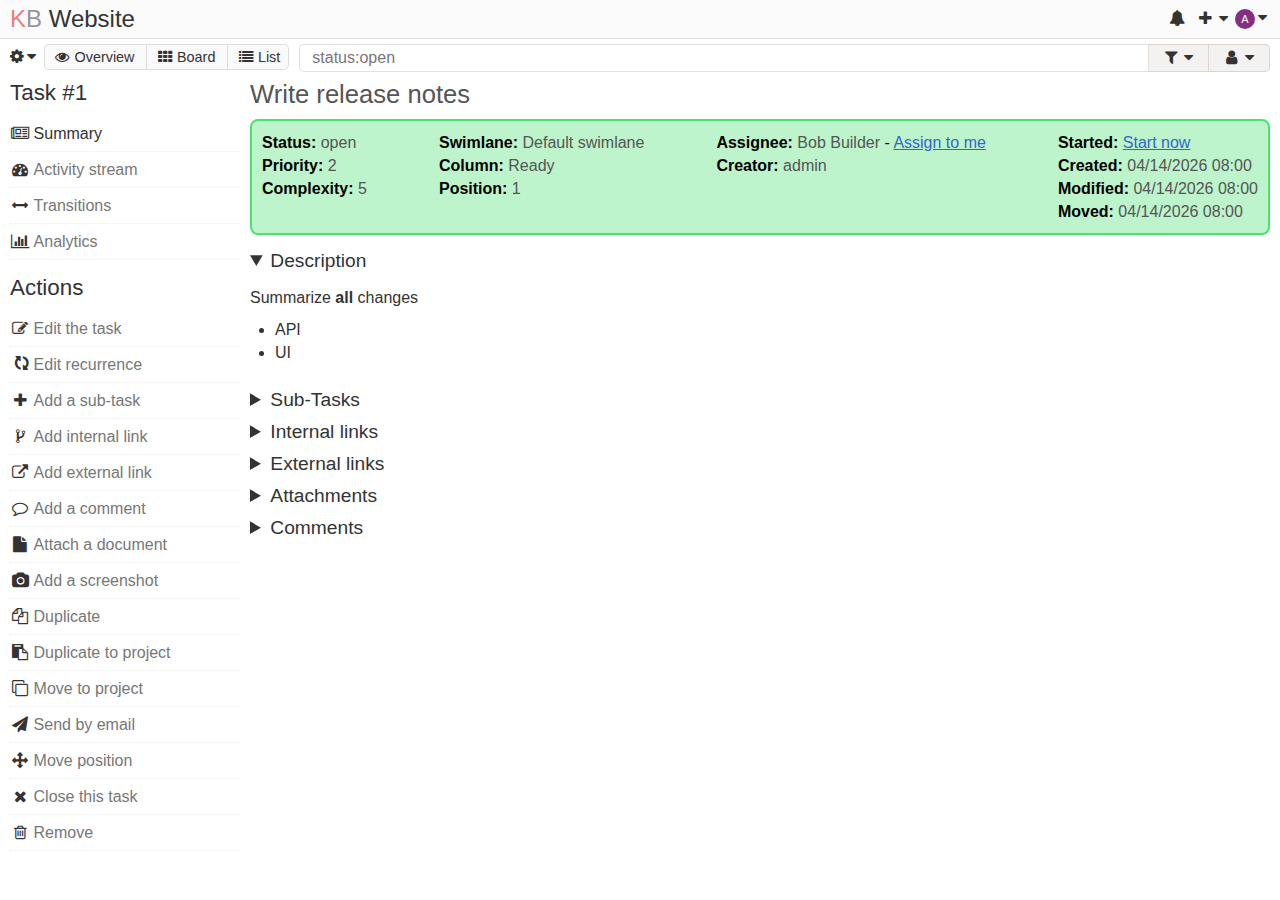 KB Website
A
Overview Board List status:open
Task #1
Summary
Activity stream
Transitions
Analytics
Actions
Edit the task
Edit recurrence
Add a sub-task
Add internal link
Add external link
Add a comment
Attach a document
Add a screenshot
Duplicate
Duplicate to project
Move to project
Send by email
Move position
Close this task
Remove
Write release notes
Status: open
Priority: 2
Complexity: 5
Swimlane: Default swimlane
Column: Ready
Position: 1
Assignee: Bob Builder - Assign to me
Creator: admin
Started: Start now
Created: 04/14/2026 08:00
Modified: 04/14/2026 08:00
Moved: 04/14/2026 08:00
Description
Summarize all changes
• API
• UI
Sub-Tasks
Internal links
External links
Attachments
Comments